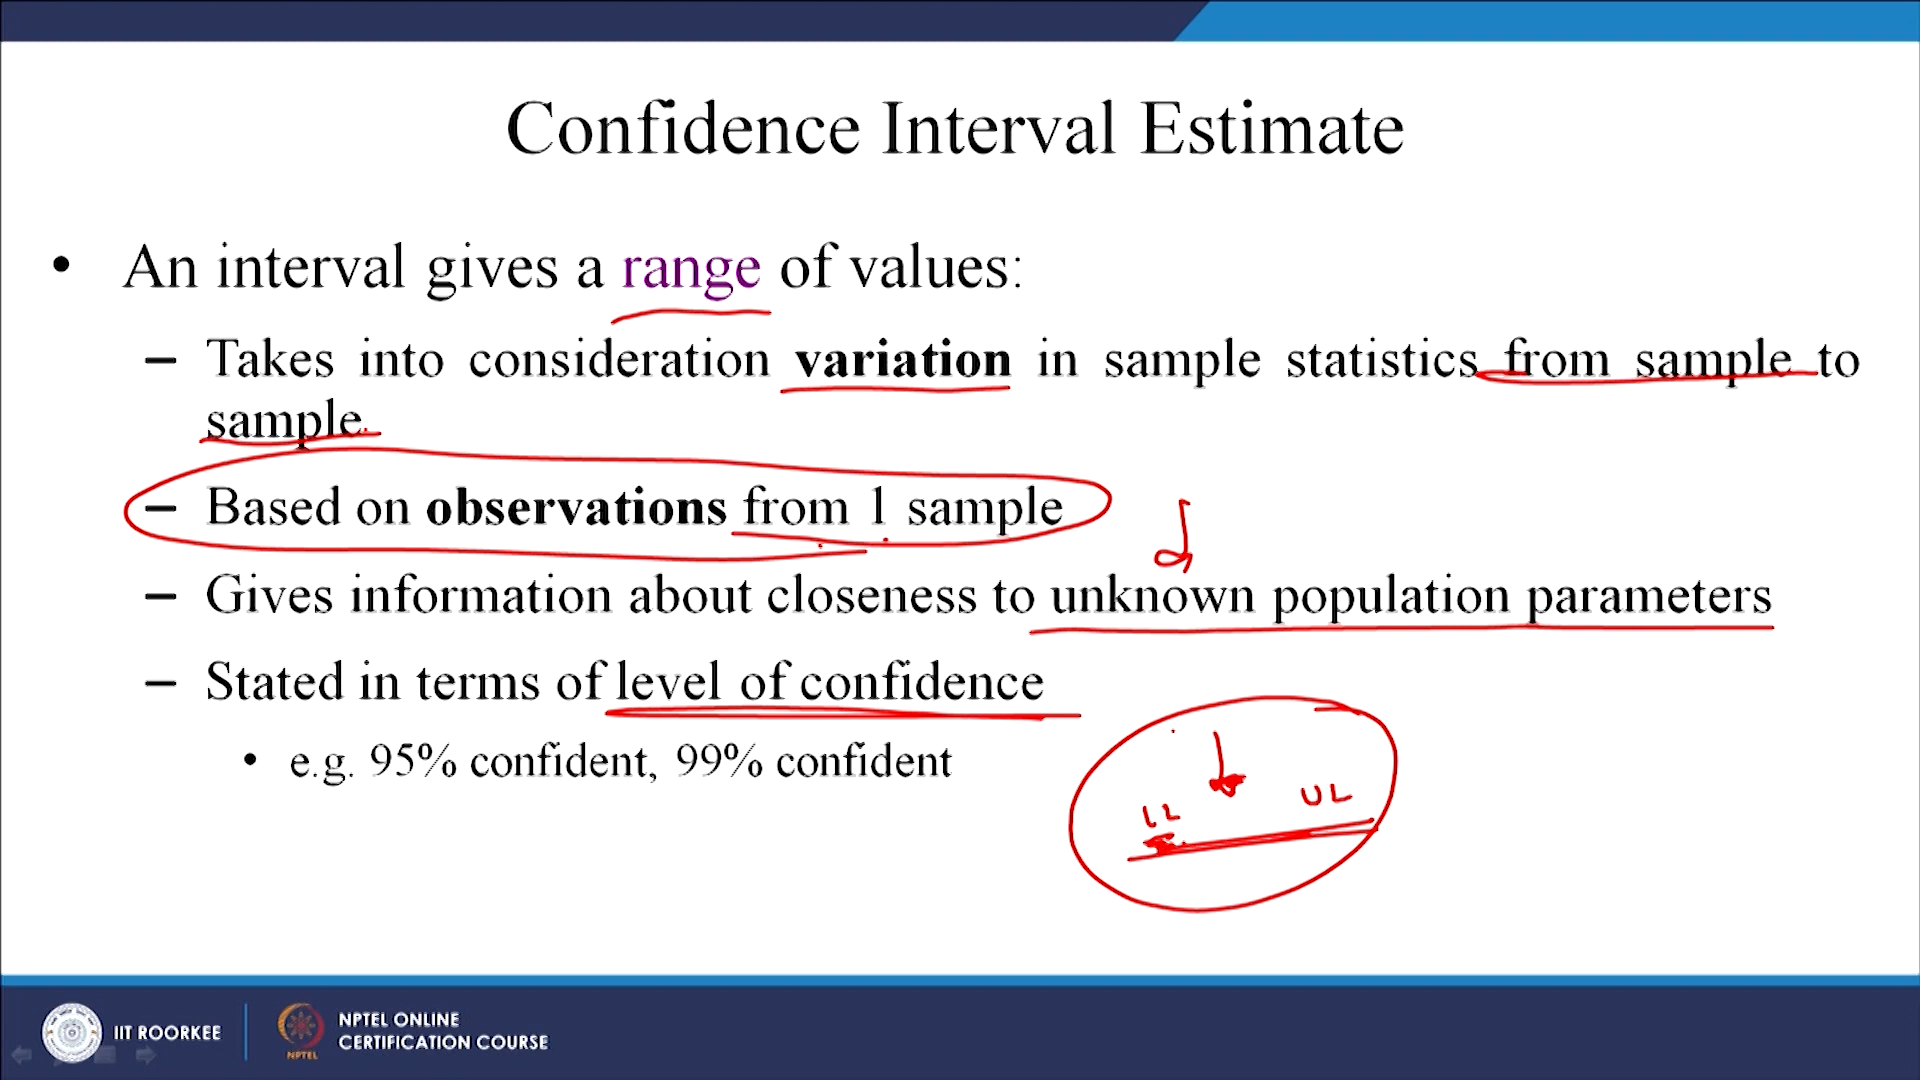 Confidence Interval Estimate
• An interval gives a range of values:
– Takes into consideration variation in sample statistics from sample to
sample.
– Based on observations from 1 sample
– Gives information about closeness to unknown population parameters
– Stated in terms of level of confidence
• e.g. 95% confident, 99% confident
LL
UL
IIT ROORKEE
NPTEL
NPTEL ONLINE
CERTIFICATION COURSE